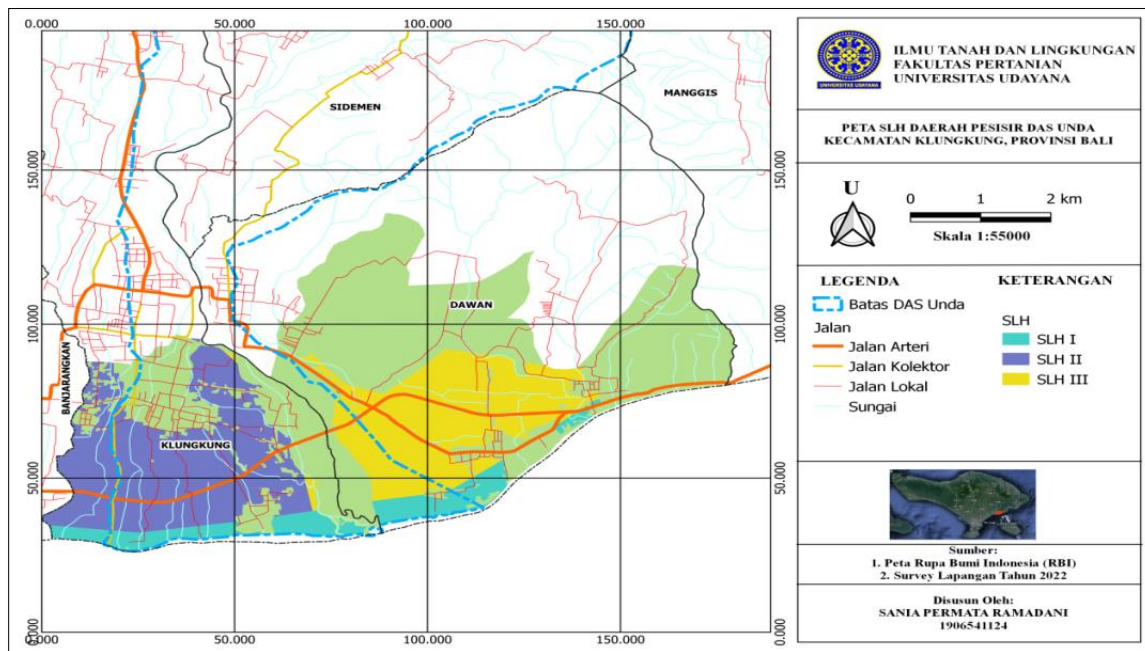 0.000 50.000 100.000 150.000
150.000
100.000
50.000
0.000
SIDEMEN
MANGGIS
DAWAN
BANJARANGKAN
KLUNGKUNG
150.000
100.000
50.000
0.000
0.000 50.000 100.000 150.000
UNIVERSITAS UDAYANA
ILMU TANAH DAN LINGKUNGAN
FAKULTAS PERTANIAN
UNIVERSITAS UDAYANA
PETA SLH DAERAH PESISIR DAS UNDA
KECAMATAN KLUNGKUNG, PROVINSI BALI
U
0 1 2 km
Skala 1:55000
LEGENDA
Batas DAS Unda
Jalan
Jalan Arteri
Jalan Kolektor
Jalan Lokal
Sungai
KETERANGAN
SLH
SLH I
SLH II
SLH III
Sumber:
1. Peta Rupa Bumi Indonesia (RBI)
2. Survey Lapangan Tahun 2022
Disusun Oleh:
SANIA PERMATA RAMADANI
1906541124